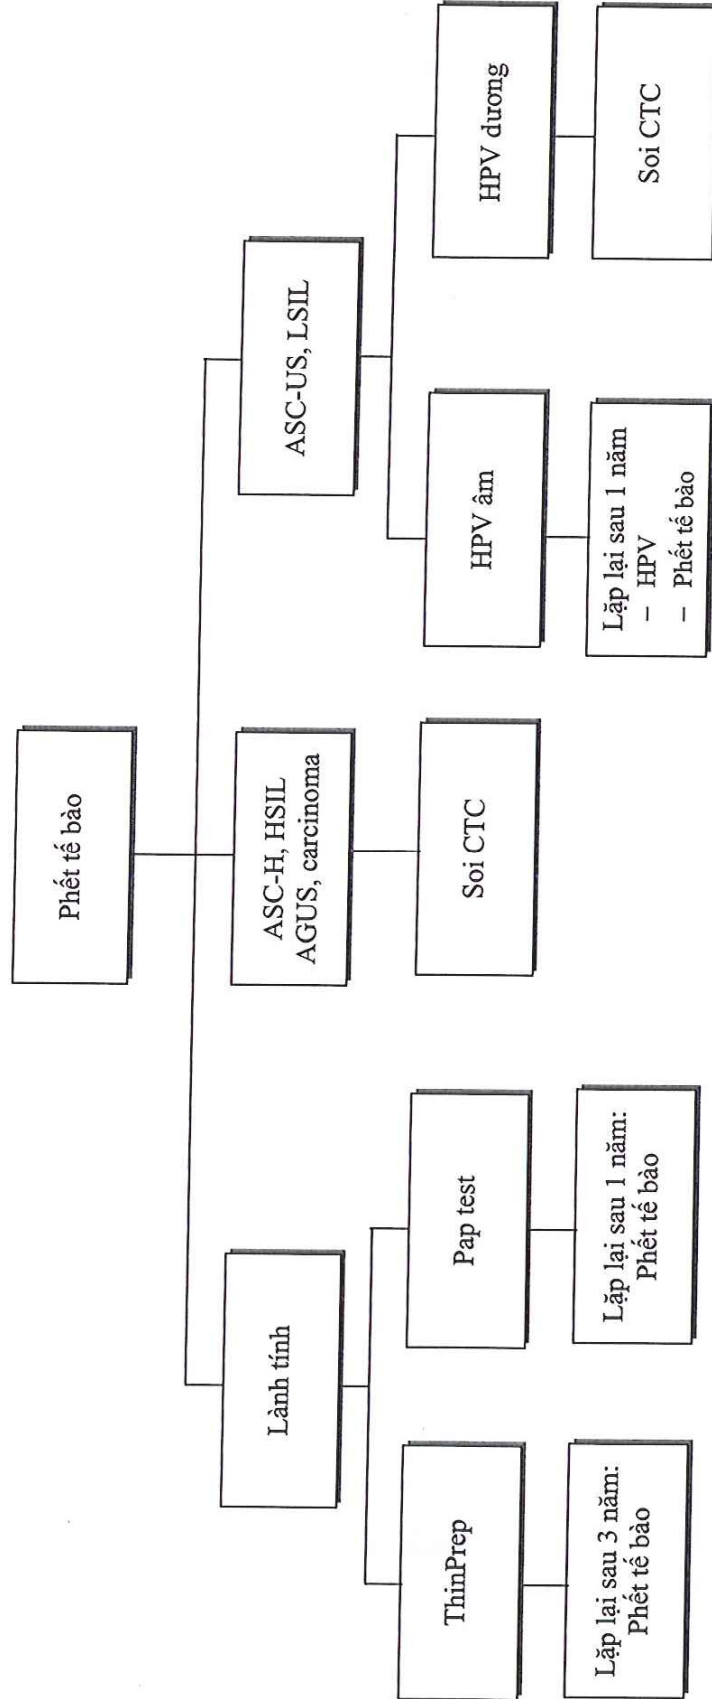 Phết tế bào
Lành tính
ASC-H, HSIL
AGUS, carcinoma
ASC-US, LSIL
ThinPrep
Pap test
Soi CTC
HPV âm
HPV dương
Lặp lại sau 3 năm:
Phết tế bào
Lặp lại sau 1 năm:
Phết tế bào
Lặp lại sau 1 năm
– HPV
– Phết tế bào
Soi CTC